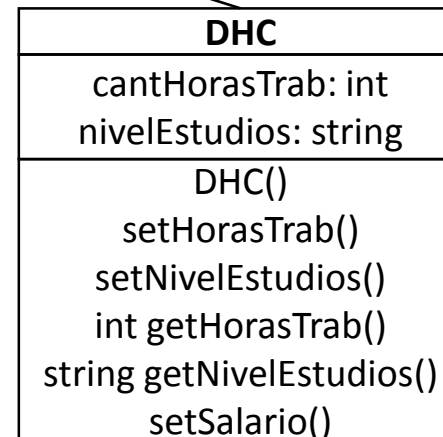 DHC
cantHorasTrab: int
nivelEstudios: string
DHC()
setHorasTrab()
setNivelEstudios()
int getHorasTrab()
string getNivelEstudios()
setSalario()